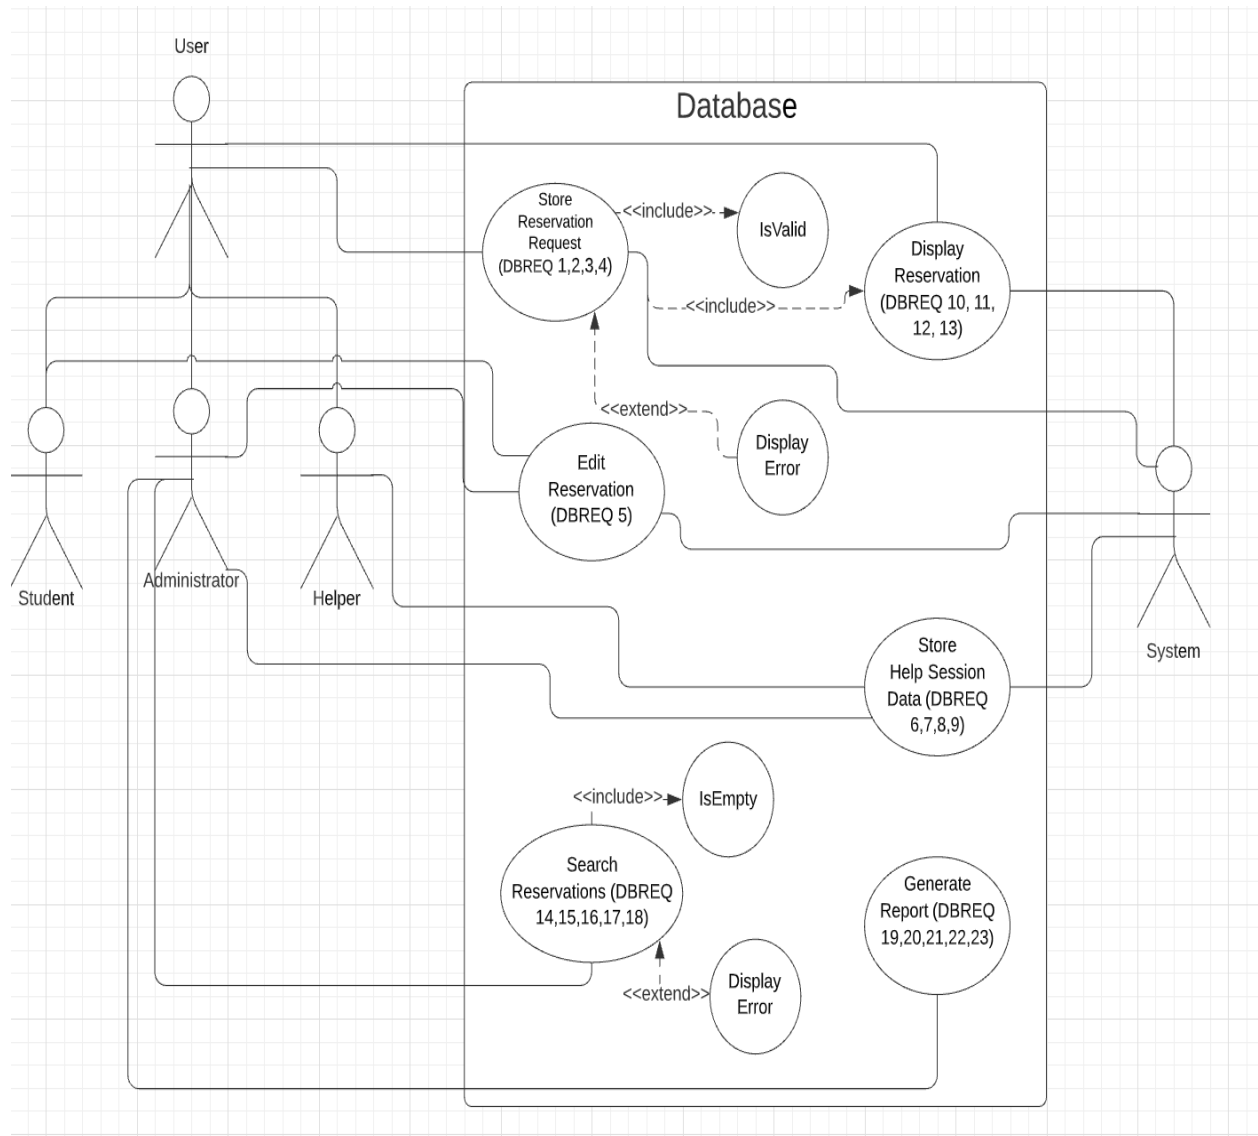 User
Database
Store
Reservation
Request
(DBREQ 1,2,3,4)
<<include>>
IsValid
Display
Reservation
(DBREQ 10, 11,
12, 13)
<<include>>
<<extend>>
Display
Error
Edit
Reservation
(DBREQ 5)
Student
Administrator
Helper
System
Store
Help Session
Data (DBREQ
6,7,8,9)
<<include>>
IsEmpty
Search
Reservations (DBREQ
14,15,16,17,18)
Generate
Report (DBREQ
19,20,21,22,23)
<<extend>>
Display
Error